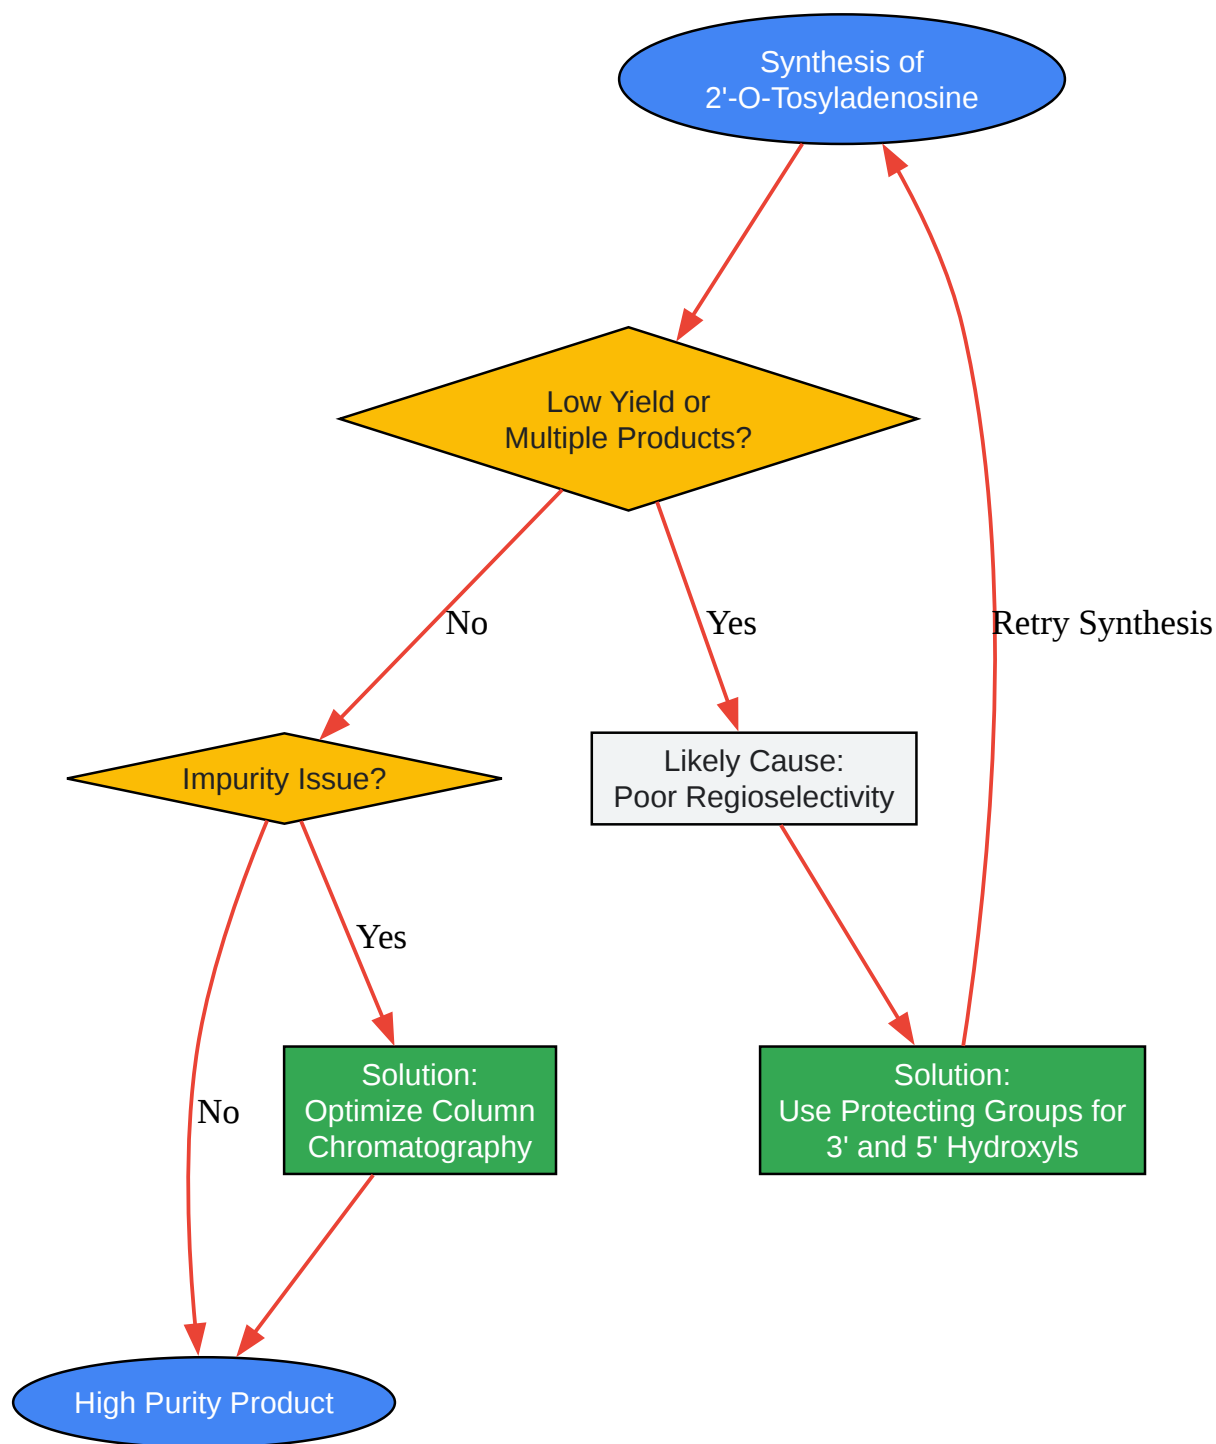 Synthesis of
2'-O-Tosyladenosine
Low Yield or
Multiple Products?
No
Yes
Retry Synthesis
Impurity Issue?
Likely Cause:
Poor Regioselectivity
Yes
No
Solution:
Optimize Column
Chromatography
Solution:
Use Protecting Groups for
3' and 5' Hydroxyls
High Purity Product